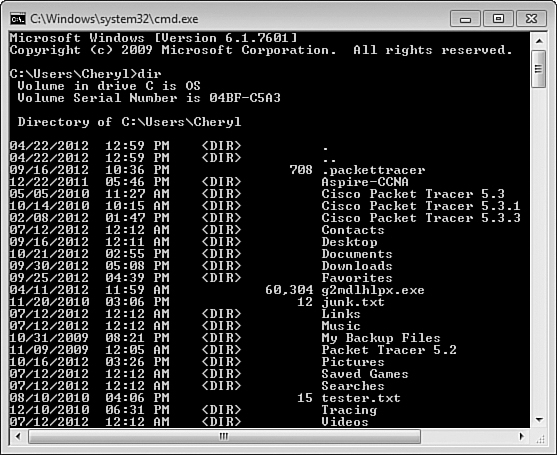 C:\Windows\system32\cmd.exe
Microsoft Windows [Version 6.1.7601]
Copyright (c) 2009 Microsoft Corporation.  All rights reserved.
C:\Users\Cheryl>dir
 Volume in drive C is OS
 Volume Serial Number is 04BF-C5A3
 Directory of C:\Users\Cheryl
04/22/2012  12:59 PM    <DIR>          .
04/22/2012  12:59 PM    <DIR>          ..
09/16/2012  10:36 PM               708 .packettracer
12/22/2011  05:46 PM    <DIR>          Aspire-CCNA
05/05/2010  11:27 AM    <DIR>          Cisco Packet Tracer 5.3
10/14/2010  10:15 AM    <DIR>          Cisco Packet Tracer 5.3.1
02/08/2012  01:47 PM    <DIR>          Cisco Packet Tracer 5.3.3
07/12/2012  12:12 AM    <DIR>          Contacts
09/16/2012  12:11 AM    <DIR>          Desktop
10/21/2012  02:55 PM    <DIR>          Documents
09/30/2012  05:08 PM    <DIR>          Downloads
09/25/2012  04:39 PM    <DIR>          Favorites
04/11/2012  11:59 AM            60,304 g2mdlhlpx.exe
11/20/2010  03:06 PM                12 junk.txt
07/12/2012  12:12 AM    <DIR>          Links
07/12/2012  12:12 AM    <DIR>          Music
10/31/2009  08:21 PM    <DIR>          My Backup Files
11/09/2009  12:05 AM    <DIR>          Packet Tracer 5.2
10/16/2012  03:26 PM    <DIR>          Pictures
07/12/2012  12:12 AM    <DIR>          Saved Games
07/12/2012  12:12 AM    <DIR>          Searches
08/10/2010  04:06 PM                15 tester.txt
12/10/2010  06:31 PM    <DIR>          Tracing
07/12/2012  12:12 AM    <DIR>          Videos